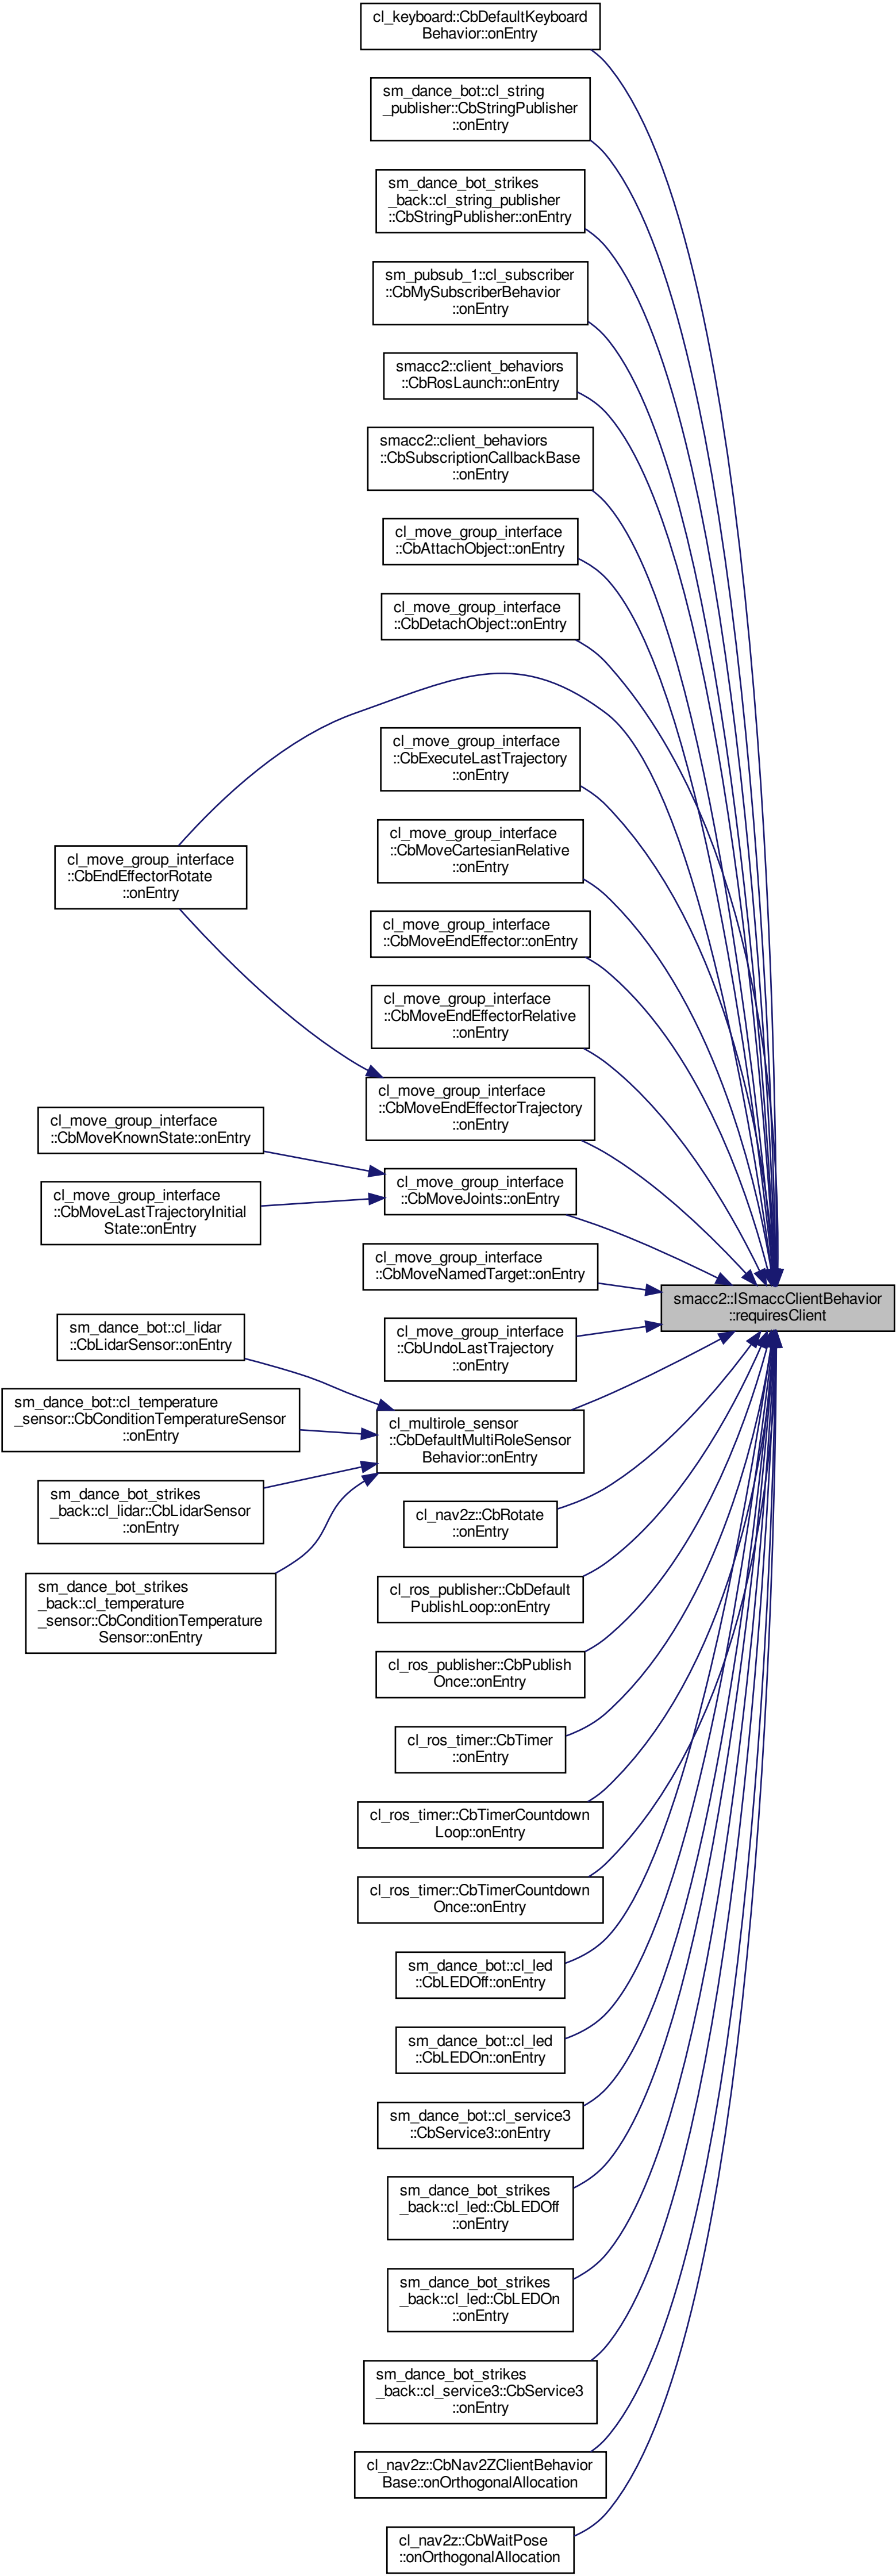 cl_keyboard::CbDefaultKeyboard
Behavior::onEntry
sm_dance_bot::cl_string
_publisher::CbStringPublisher
::onEntry
sm_dance_bot_strikes
_back::cl_string_publisher
::CbStringPublisher::onEntry
sm_pubsub_1::cl_subscriber
::CbMySubscriberBehavior
::onEntry
smacc2::client_behaviors
::CbRosLaunch::onEntry
smacc2::client_behaviors
::CbSubscriptionCallbackBase
::onEntry
cl_move_group_interface
::CbAttachObject::onEntry
cl_move_group_interface
::CbDetachObject::onEntry
cl_move_group_interface
::CbExecuteLastTrajectory
::onEntry
cl_move_group_interface
::CbMoveCartesianRelative
::onEntry
cl_move_group_interface
::CbEndEffectorRotate
::onEntry
cl_move_group_interface
::CbMoveEndEffector::onEntry
cl_move_group_interface
::CbMoveEndEffectorRelative
::onEntry
cl_move_group_interface
::CbMoveEndEffectorTrajectory
::onEntry
cl_move_group_interface
::CbMoveKnownState::onEntry
cl_move_group_interface
::CbMoveJoints::onEntry
cl_move_group_interface
::CbMoveLastTrajectoryInitial
State::onEntry
cl_move_group_interface
::CbMoveNamedTarget::onEntry
smacc2::ISmaccClientBehavior
::requiresClient
sm_dance_bot::cl_lidar
::CbLidarSensor::onEntry
cl_move_group_interface
::CbUndoLastTrajectory
::onEntry
sm_dance_bot::cl_temperature
_sensor::CbConditionTemperatureSensor
::onEntry
cl_multirole_sensor
::CbDefaultMultiRoleSensor
Behavior::onEntry
sm_dance_bot_strikes
_back::cl_lidar::CbLidarSensor
::onEntry
cl_nav2z::CbRotate
::onEntry
sm_dance_bot_strikes
_back::cl_temperature
_sensor::CbConditionTemperature
Sensor::onEntry
cl_ros_publisher::CbDefault
PublishLoop::onEntry
cl_ros_publisher::CbPublish
Once::onEntry
cl_ros_timer::CbTimer
::onEntry
cl_ros_timer::CbTimerCountdown
Loop::onEntry
cl_ros_timer::CbTimerCountdown
Once::onEntry
sm_dance_bot::cl_led
::CbLEDOff::onEntry
sm_dance_bot::cl_led
::CbLEDOn::onEntry
sm_dance_bot::cl_service3
::CbService3::onEntry
sm_dance_bot_strikes
_back::cl_led::CbLEDOff
::onEntry
sm_dance_bot_strikes
_back::cl_led::CbLEDOn
::onEntry
sm_dance_bot_strikes
_back::cl_service3::CbService3
::onEntry
cl_nav2z::CbNav2ZClientBehavior
Base::onOrthogonalAllocation
cl_nav2z::CbWaitPose
::onOrthogonalAllocation